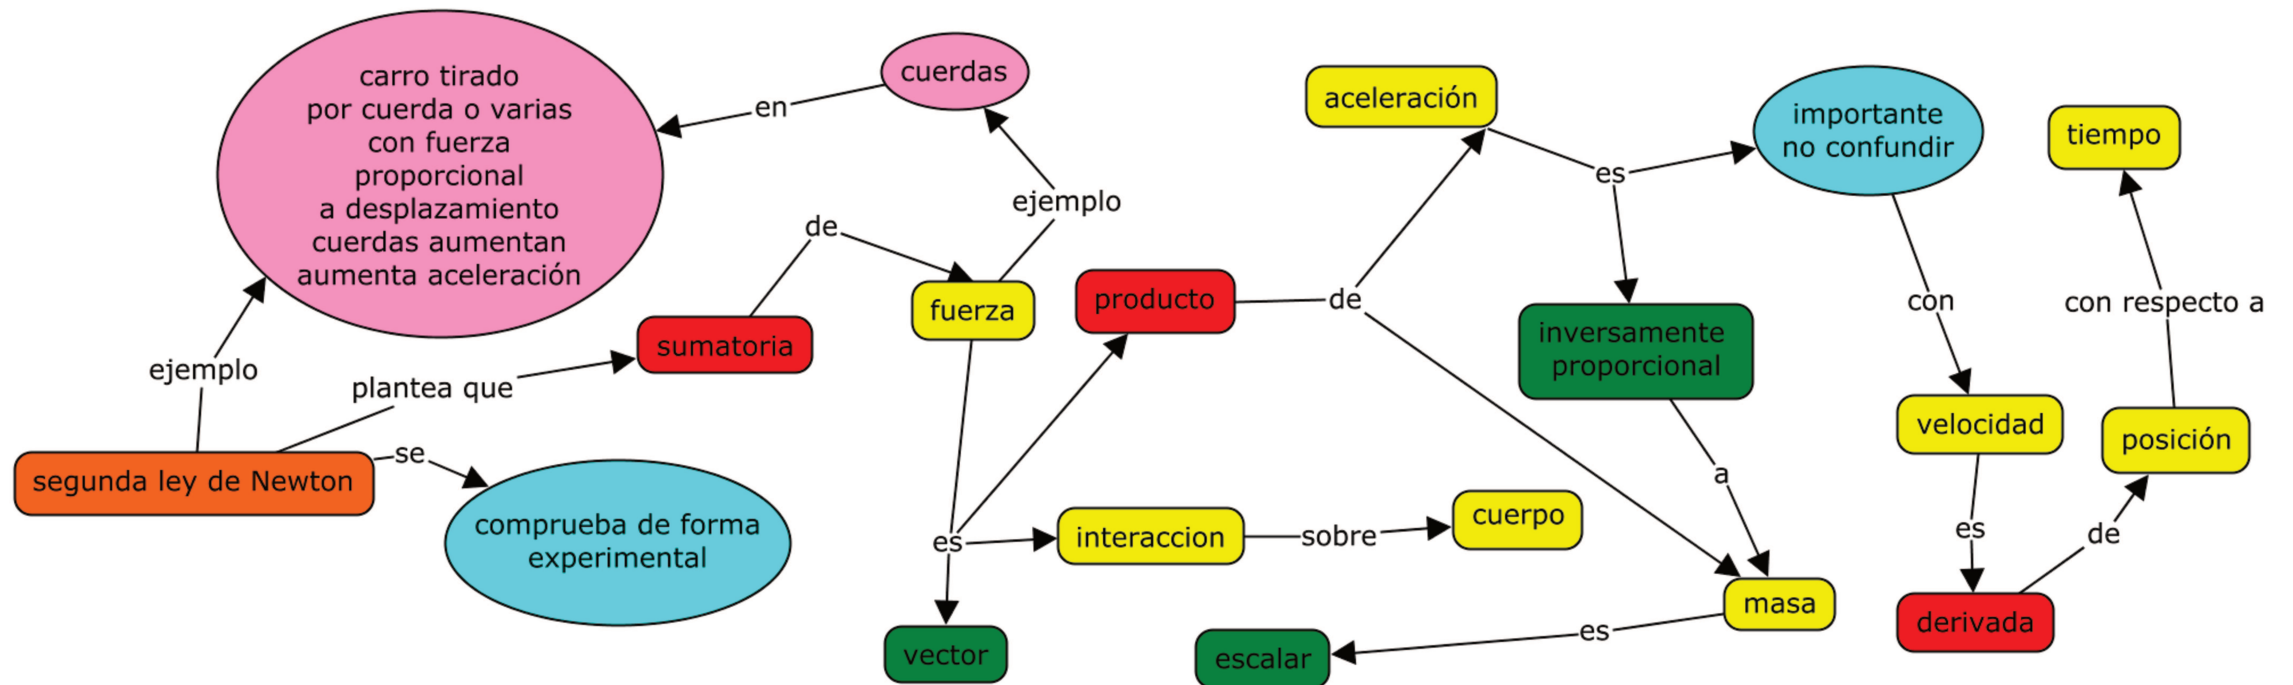 carro tirado
por cuerda o varias
con fuerza
proporcional
a desplazamiento
cuerdas aumentan
aumenta aceleración
en
cuerdas
ejemplo
de
fuerza
sumatoria
plantea que
ejemplo
segunda ley de Newton
se
comprueba de forma
experimental
es
vector
interaccion
sobre
cuerpo
producto
de
aceleración
es
importante
no confundir
inversamente
proporcional
a
masa
es
escalar
con
velocidad
es
derivada
de
posición
con respecto a
tiempo